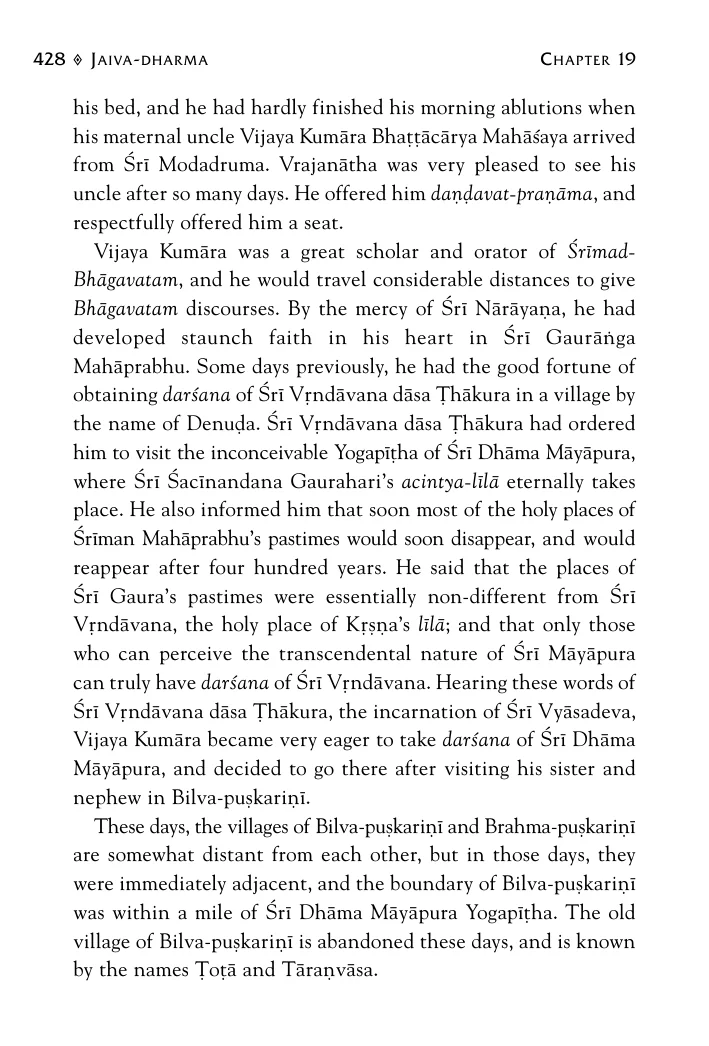 428 ◊ JAIVA-DHARMA CHAPTER 19
his bed, and he had hardly finished his morning ablutions when
his maternal uncle Vijaya Kumāra Bhaṭṭācārya Mahāśaya arrived
from Śrī Modadruma. Vrajanātha was very pleased to see his
uncle after so many days. He offered him daṇḍavat-praṇāma, and
respectfully offered him a seat.
Vijaya Kumāra was a great scholar and orator of Śrīmad-
Bhāgavatam, and he would travel considerable distances to give
Bhāgavatam discourses. By the mercy of Śrī Nārāyaṇa, he had
developed staunch faith in his heart in Śrī Gaurāṅga
Mahāprabhu. Some days previously, he had the good fortune of
obtaining darśana of Śrī Vṛndāvana dāsa Ṭhākura in a village by
the name of Denuḍa. Śrī Vṛndāvana dāsa Ṭhākura had ordered
him to visit the inconceivable Yogapīṭha of Śrī Dhāma Māyāpura,
where Śrī Śacīnandana Gaurahari's acintya-līlā eternally takes
place. He also informed him that soon most of the holy places of
Śrīman Mahāprabhu's pastimes would soon disappear, and would
reappear after four hundred years. He said that the places of
Śrī Gaura's pastimes were essentially non-different from Śrī
Vṛndāvana, the holy place of Kṛṣṇa's līlā; and that only those
who can perceive the transcendental nature of Śrī Māyāpura
can truly have darśana of Śrī Vṛndāvana. Hearing these words of
Śrī Vṛndāvana dāsa Ṭhākura, the incarnation of Śrī Vyāsadeva,
Vijaya Kumāra became very eager to take darśana of Śrī Dhāma
Māyāpura, and decided to go there after visiting his sister and
nephew in Bilva-puṣkariṇī.
These days, the villages of Bilva-puṣkariṇī and Brahma-puṣkariṇī
are somewhat distant from each other, but in those days, they
were immediately adjacent, and the boundary of Bilva-puṣkariṇī
was within a mile of Śrī Dhāma Māyāpura Yogapīṭha. The old
village of Bilva-puṣkariṇī is abandoned these days, and is known
by the names Ṭoṭā and Tāraṇvāsa.